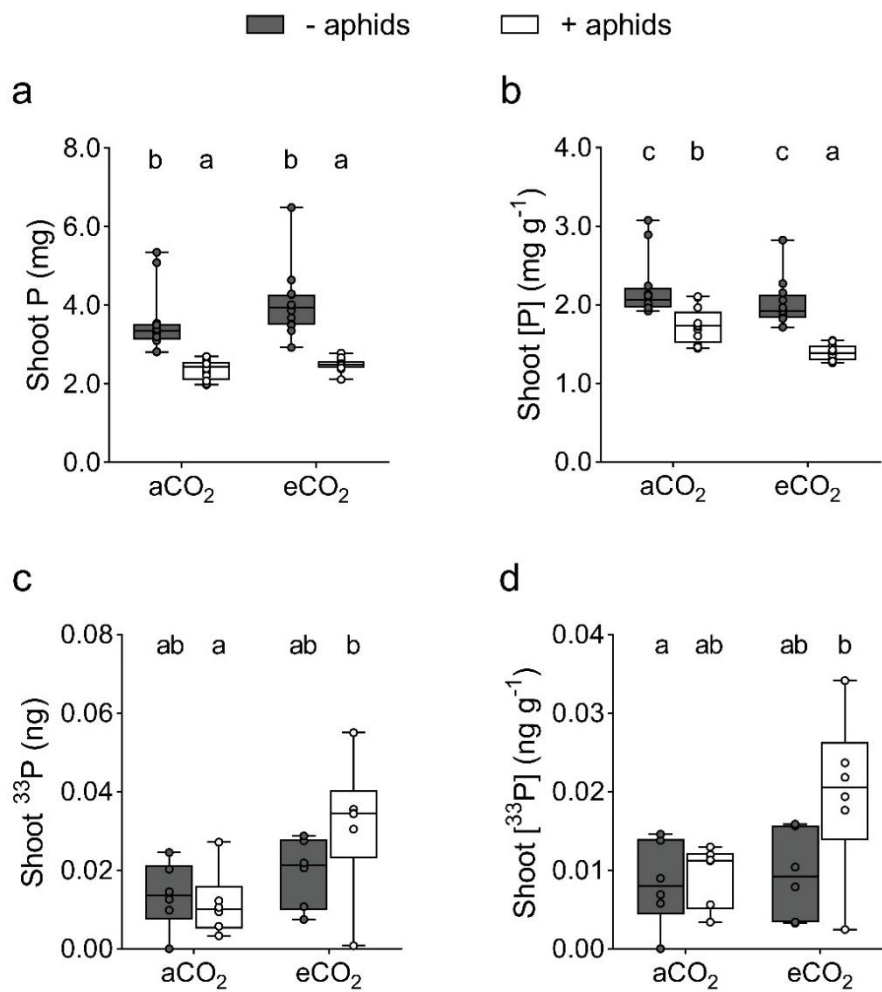 - aphids + aphids
a b
Shoot P (mg)
8.0
6.0
4.0
2.0
0.0
b a b a
aCO₂ eCO₂
Shoot [P] (mg g⁻¹)
4.0
3.0
2.0
1.0
0.0
c b c a
aCO₂ eCO₂
c d
Shoot ³³P (ng)
0.08
0.06
0.04
0.02
0.00
ab a ab b
aCO₂ eCO₂
Shoot [³³P] (ng g⁻¹)
0.04
0.03
0.02
0.01
0.00
a ab ab b
aCO₂ eCO₂